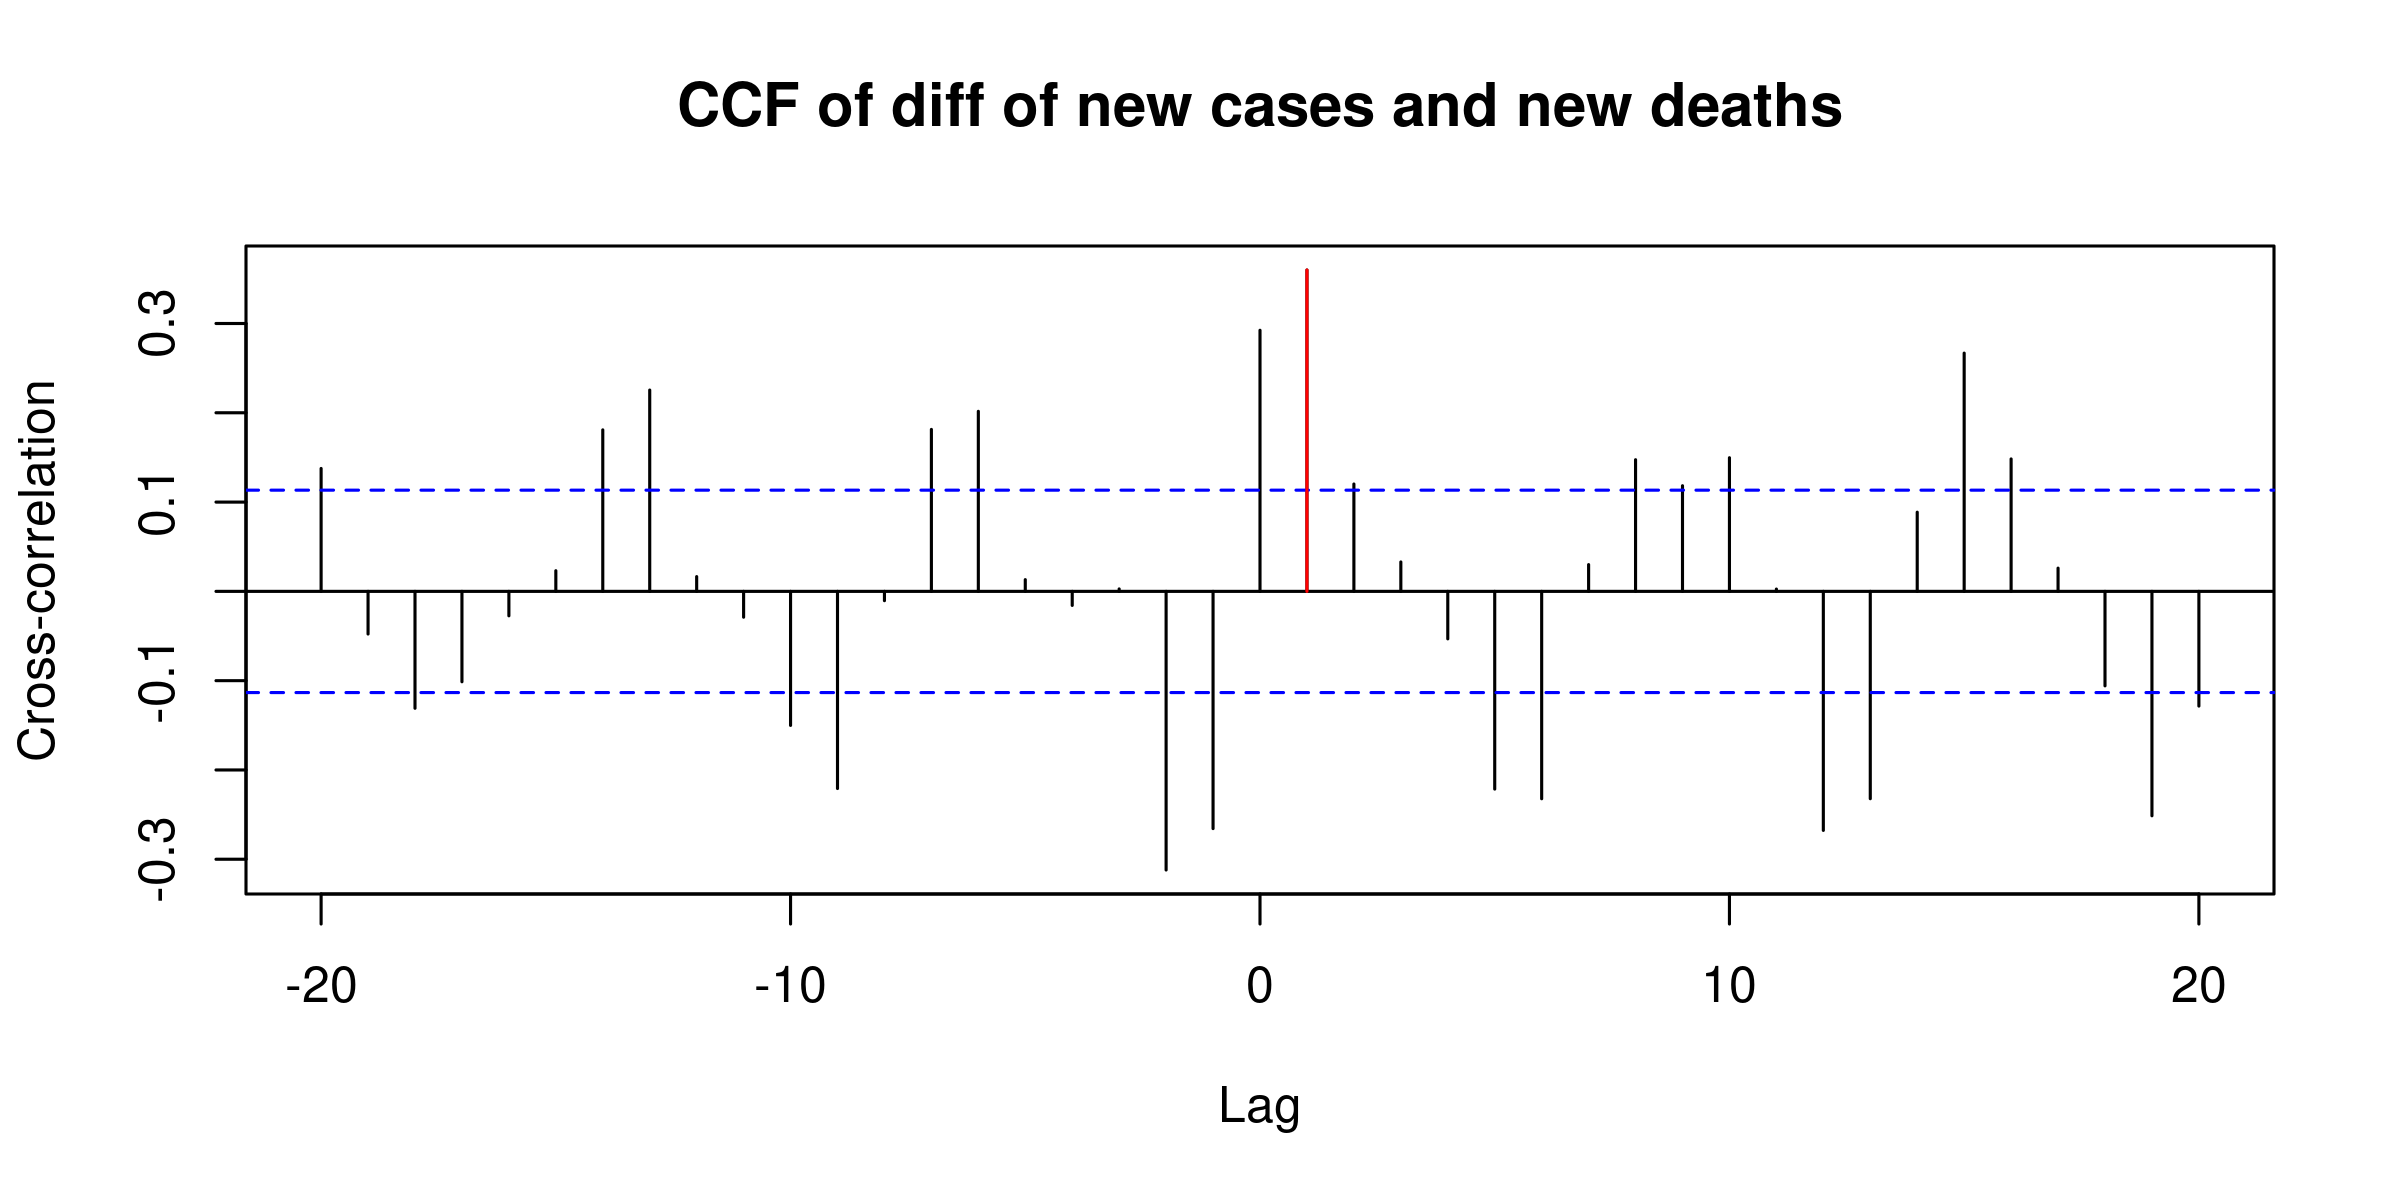 CCF of diff of new cases and new deaths
Cross-correlation
0.3
0.1
-0.1
-0.3
-20 -10 0 10 20
Lag